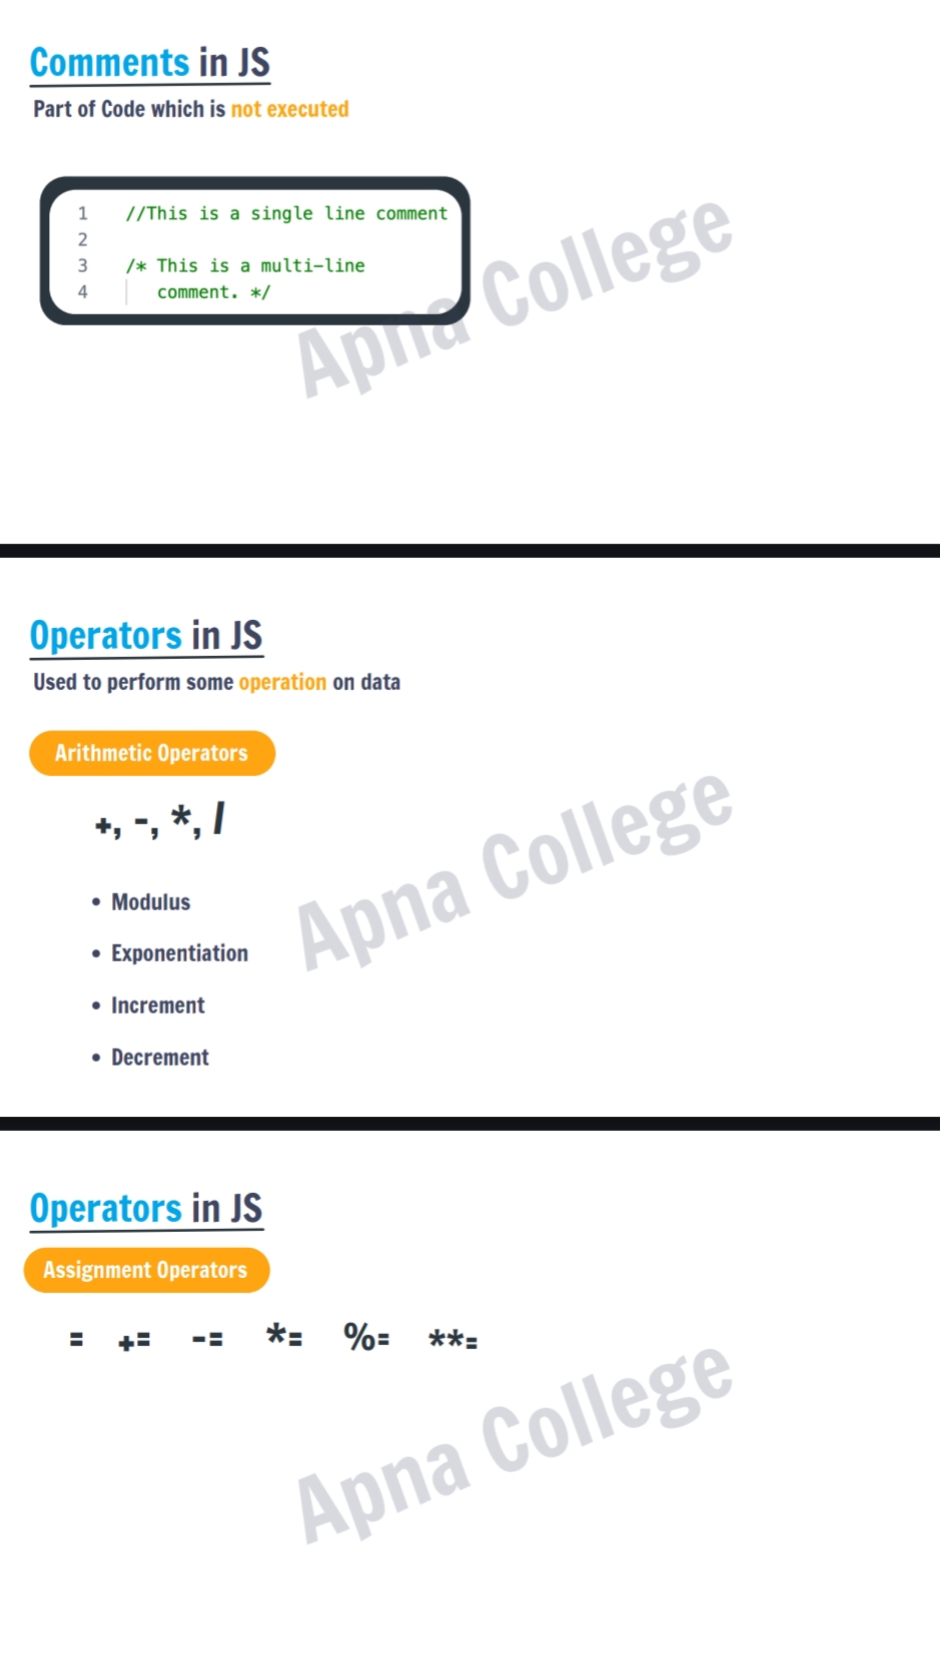 Comments in JS
Part of Code which is not executed
1 //This is a single line comment
2
3 /* This is a multi-line
4 comment. */
Apna College
Operators in JS
Used to perform some operation on data
Arithmetic Operators
+, -, *, /
• Modulus
• Exponentiation
• Increment
• Decrement
Apna College
Operators in JS
Assignment Operators
= += -= *= %= **=
Apna College